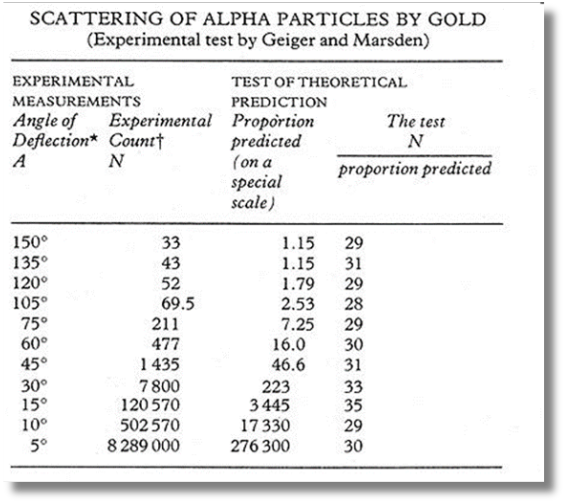 SCATTERING OF ALPHA PARTICLES BY GOLD
(Experimental test by Geiger and Marsden)
EXPERIMENTAL TEST OF THEORETICAL
MEASUREMENTS PREDICTION
Angle of Experimental Proportion The test
Deflection* Count† predicted N
A N (on a proportion predicted
special
scale)
150° 33 1.15 29
135° 43 1.15 31
120° 52 1.79 29
105° 69.5 2.53 28
75° 211 7.25 29
60° 477 16.0 30
45° 1 435 46.6 31
30° 7 800 223 33
15° 120 570 3 445 35
10° 502 570 17 330 29
5° 8 289 000 276 300 30